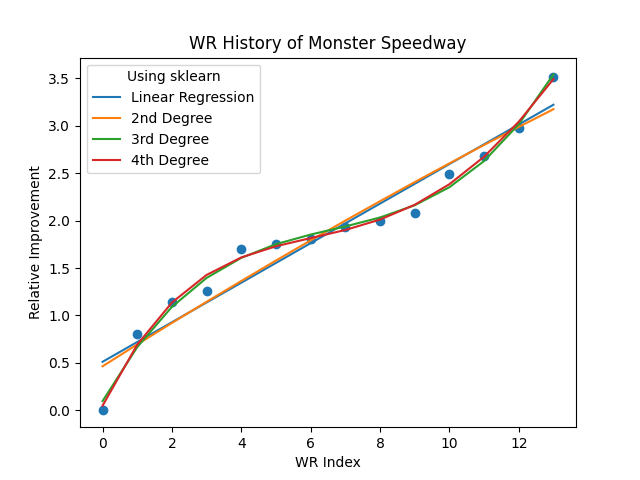 WR History of Monster Speedway
Using sklearn
Linear Regression
2nd Degree
3rd Degree
4th Degree
Relative Improvement
3.5
3.0
2.5
2.0
1.5
1.0
0.5
0.0
0 2 4 6 8 10 12
WR Index